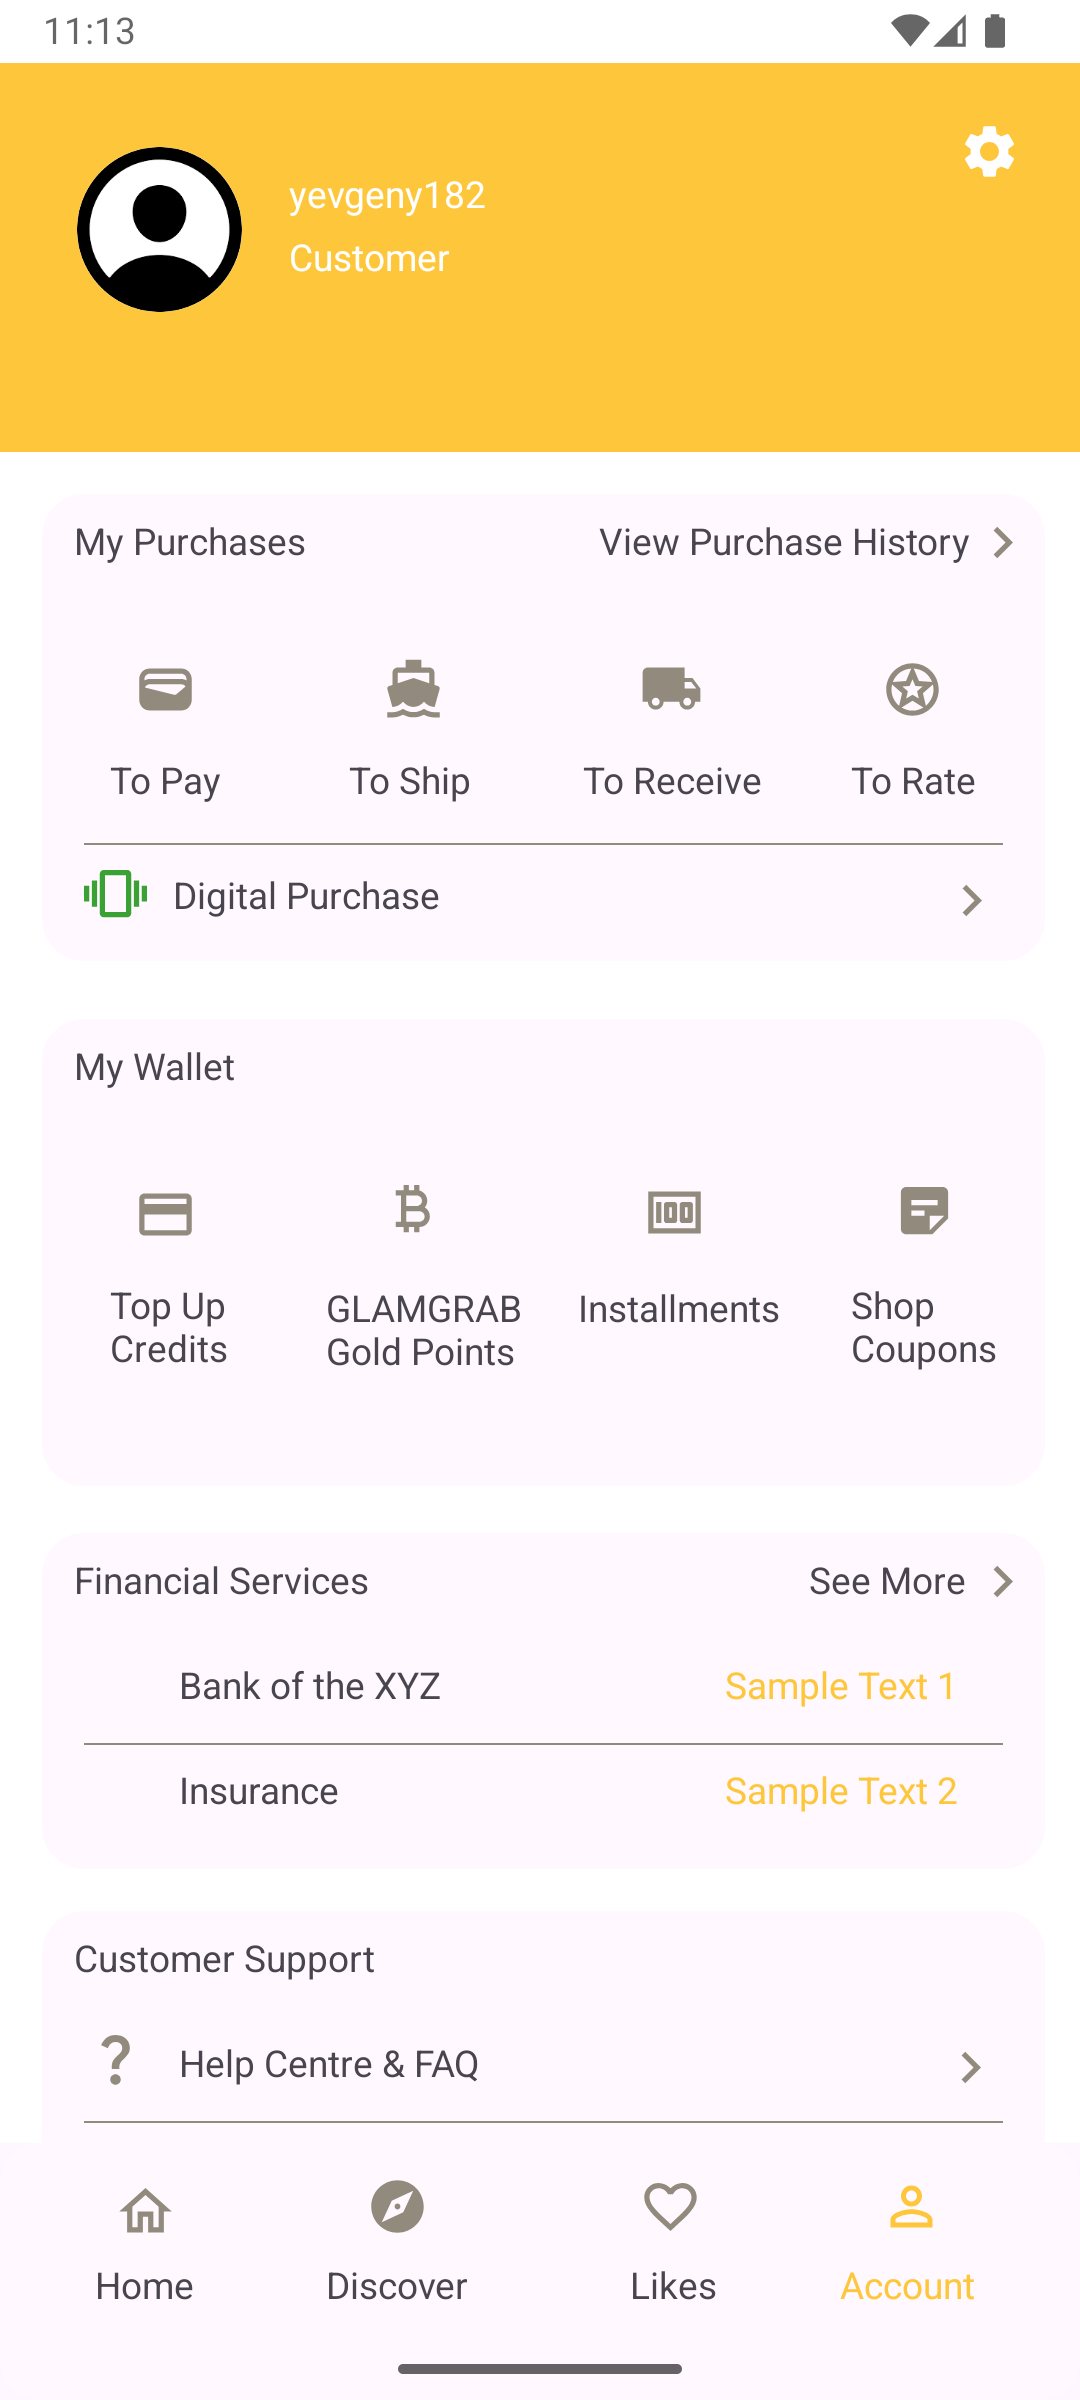 11:13
yevgeny182
Customer
My Purchases
View Purchase History
To Pay
To Ship
To Receive
To Rate
Digital Purchase
My Wallet
Top Up
Credits
GLAMGRAB
Gold Points
100
Installments
Shop
Coupons
Financial Services
See More
Bank of the XYZ
Sample Text 1
Insurance
Sample Text 2
Customer Support
Help Centre & FAQ
Home
Discover
Likes
Account